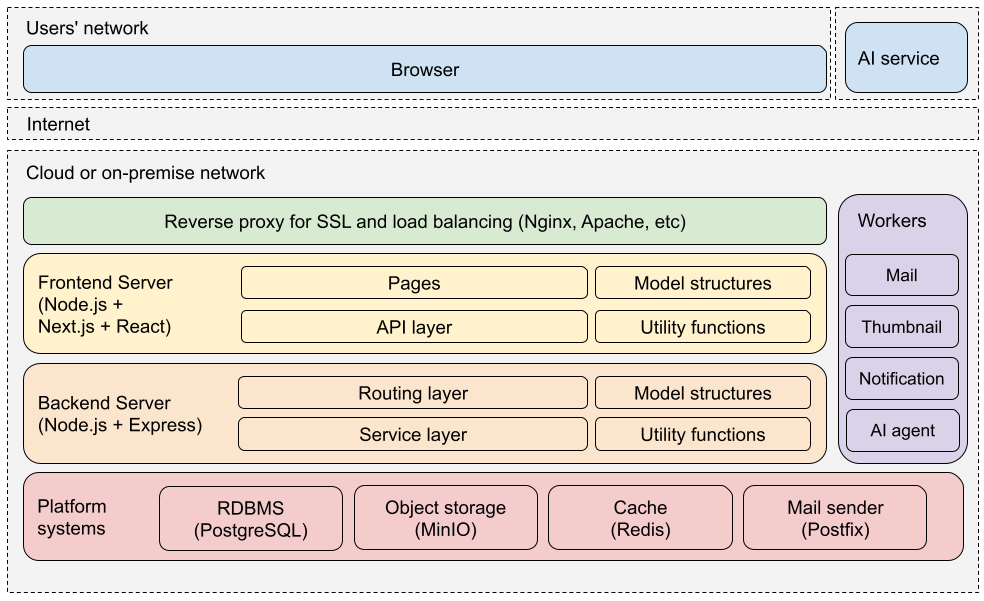 Users' network
Browser
AI service
Internet
Cloud or on-premise network
Reverse proxy for SSL and load balancing (Nginx, Apache, etc)
Frontend Server
(Node.js +
Next.js + React)
Pages
Model structures
API layer
Utility functions
Backend Server
(Node.js + Express)
Routing layer
Model structures
Service layer
Utility functions
Workers
Mail
Thumbnail
Notification
AI agent
Platform
systems
RDBMS
(PostgreSQL)
Object storage
(MinIO)
Cache
(Redis)
Mail sender
(Postfix)